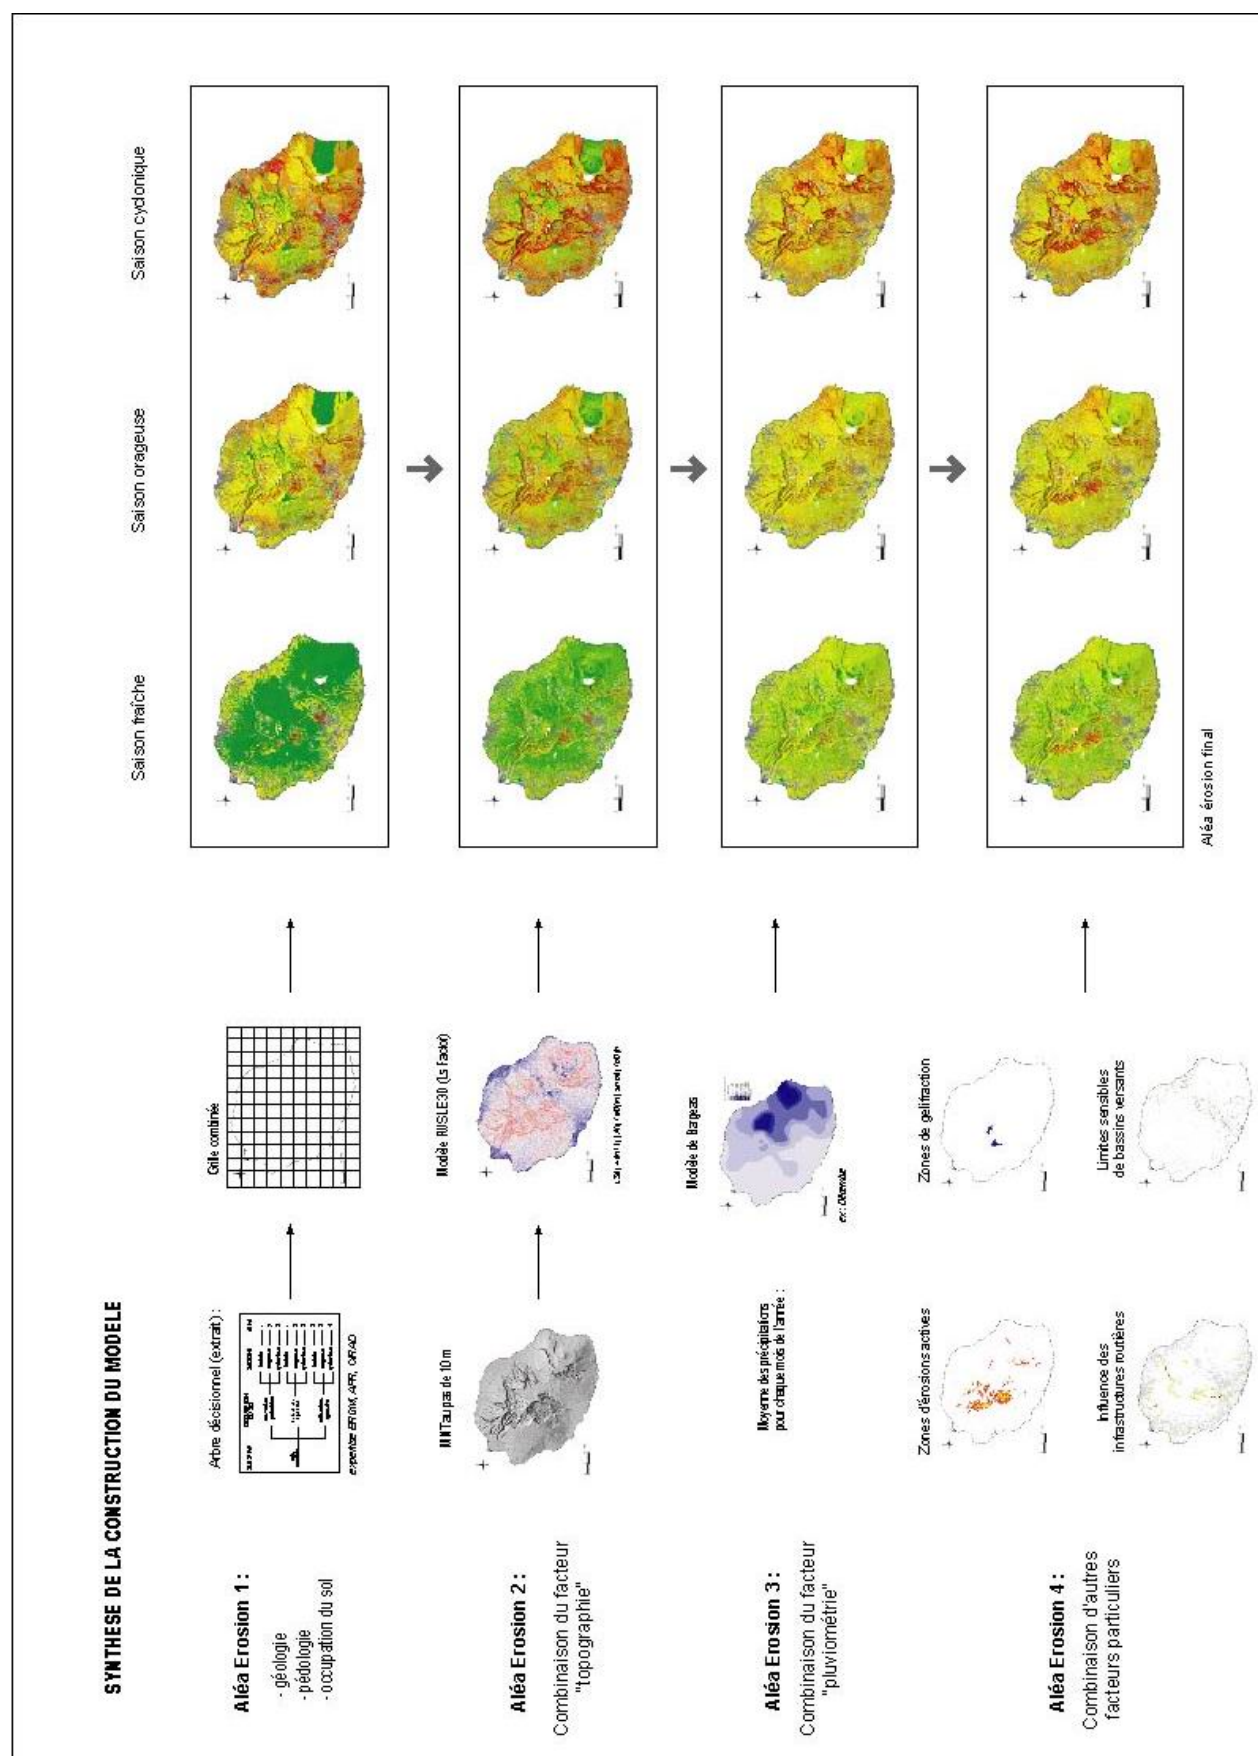 SYNTHESE DE LA CONSTRUCTION DU MODELE
Saison fraîche
Saison orageuse
Saison cyclonique
Aléa Erosion 1 :
- géologie
- pédologie
- occupation du sol
Arbre décisionnel (extrait) :
Grille combinée
Aléa Erosion 2 :
Combinaison du facteur
"topographie"
MNT au pas de 10 m
Modèle RUSLE3D (Ls Factor)
Aléa Erosion 3 :
Combinaison du facteur
"pluviométrie"
Moyenne des précipitations
pour chaque mois de l'année :
Modèle de Bargeas
ex : Décembre
Aléa Erosion 4 :
Combinaison d'autres
facteurs particuliers
Zones d'érosions actives
Zones de gélifraction
Influence des
infrastructures routières
Limites sensibles
de bassins versants
Aléa érosion final